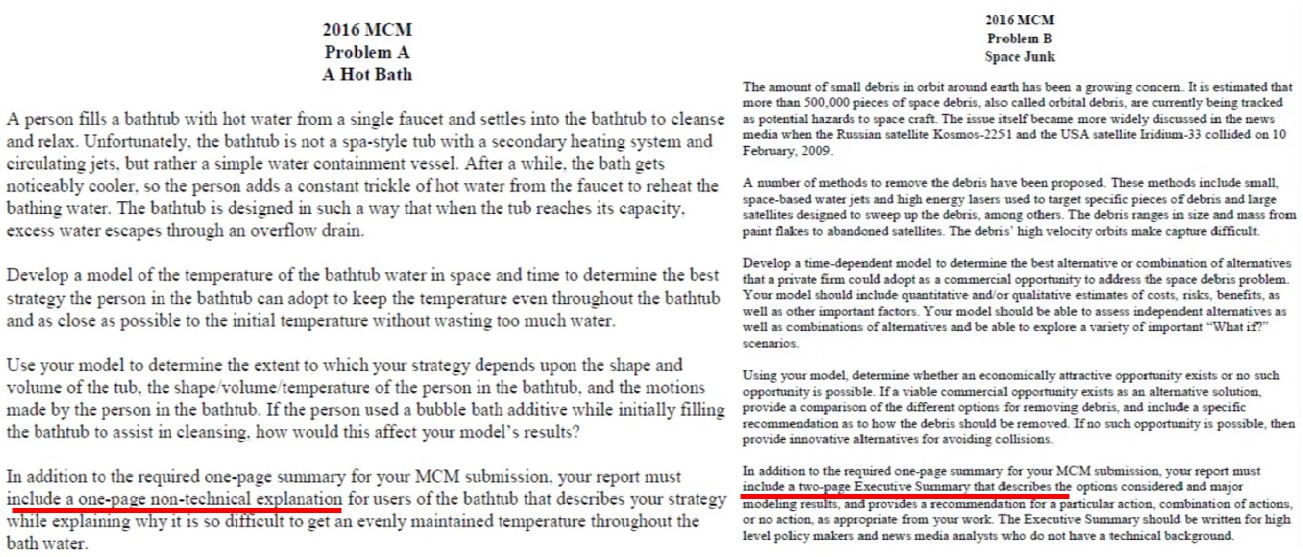 2016 MCM
Problem A
A Hot Bath
A person fills a bathtub with hot water from a single faucet and settles into the bathtub to cleanse
and relax. Unfortunately, the bathtub is not a spa-style tub with a secondary heating system and
circulating jets, but rather a simple water containment vessel. After a while, the bath gets
noticeably cooler, so the person adds a constant trickle of hot water from the faucet to reheat the
bathing water. The bathtub is designed in such a way that when the tub reaches its capacity,
excess water escapes through an overflow drain.
Develop a model of the temperature of the bathtub water in space and time to determine the best
strategy the person in the bathtub can adopt to keep the temperature even throughout the bathtub
and as close as possible to the initial temperature without wasting too much water.
Use your model to determine the extent to which your strategy depends upon the shape and
volume of the tub, the shape/volume/temperature of the person in the bathtub, and the motions
made by the person in the bathtub. If the person used a bubble bath additive while initially filling
the bathtub to assist in cleansing, how would this affect your model's results?
In addition to the required one-page summary for your MCM submission, your report must
include a one-page non-technical explanation for users of the bathtub that describes your strategy
while explaining why it is so difficult to get an evenly maintained temperature throughout the
bath water.
2016 MCM
Problem B
Space Junk
The amount of small debris in orbit around earth has been a growing concern. It is estimated that
more than 500,000 pieces of space debris, also called orbital debris, are currently being tracked
as potential hazards to space craft. The issue itself became more widely discussed in the news
media when the Russian satellite Kosmos-2251 and the USA satellite Iridium-33 collided on 10
February, 2009.
A number of methods to remove the debris have been proposed. These methods include small,
space-based water jets and high energy lasers used to target specific pieces of debris and large
satellites designed to sweep up the debris, among others. The debris ranges in size and mass from
paint flakes to abandoned satellites. The debris' high velocity orbits make capture difficult.
Develop a time-dependent model to determine the best alternative or combination of alternatives
that a private firm could adopt as a commercial opportunity to address the space debris problem.
Your model should include quantitative and/or qualitative estimates of costs, risks, benefits, as
well as other important factors. Your model should be able to assess independent alternatives as
well as combinations of alternatives and be able to explore a variety of important “What if?”
scenarios.
Using your model, determine whether an economically attractive opportunity exists or no such
opportunity is possible. If a viable commercial opportunity exists as an alternative solution,
provide a comparison of the different options for removing debris, and include a specific
recommendation as to how the debris should be removed. If no such opportunity is possible, then
provide innovative alternatives for avoiding collisions.
In addition to the required one-page summary for your MCM submission, your report must
include a two-page Executive Summary that describes the options considered and major
modeling results, and provides a recommendation for a particular action, combination of actions,
or no action, as appropriate from your work. The Executive Summary should be written for high
level policy makers and news media analysts who do not have a technical background.